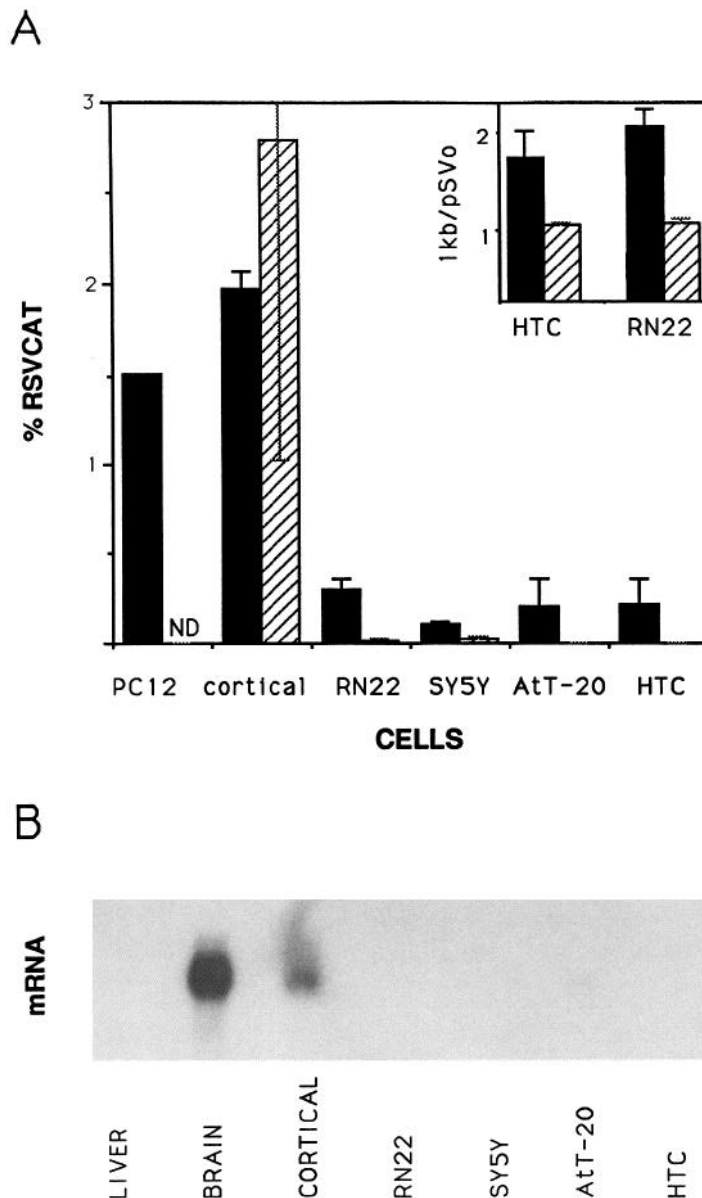 A
3
2
1
% RSVCAT
ND
PC12 cortical RN22 SY5Y AtT-20 HTC
CELLS
2
1
1kb/pSVo
HTC RN22
B
mRNA
LIVER
BRAIN
CORTICAL
RN22
SY5Y
AtT-20
HTC